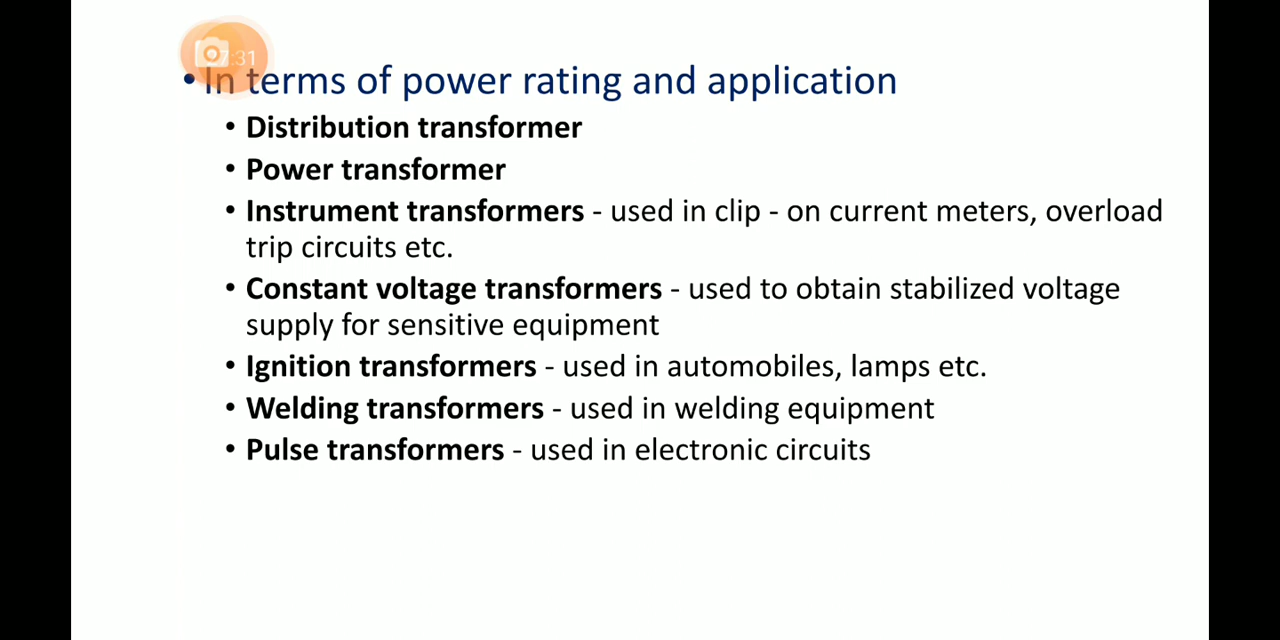 27:31
• In terms of power rating and application
• Distribution transformer
• Power transformer
• Instrument transformers - used in clip - on current meters, overload
trip circuits etc.
• Constant voltage transformers - used to obtain stabilized voltage
supply for sensitive equipment
• Ignition transformers - used in automobiles, lamps etc.
• Welding transformers - used in welding equipment
• Pulse transformers - used in electronic circuits